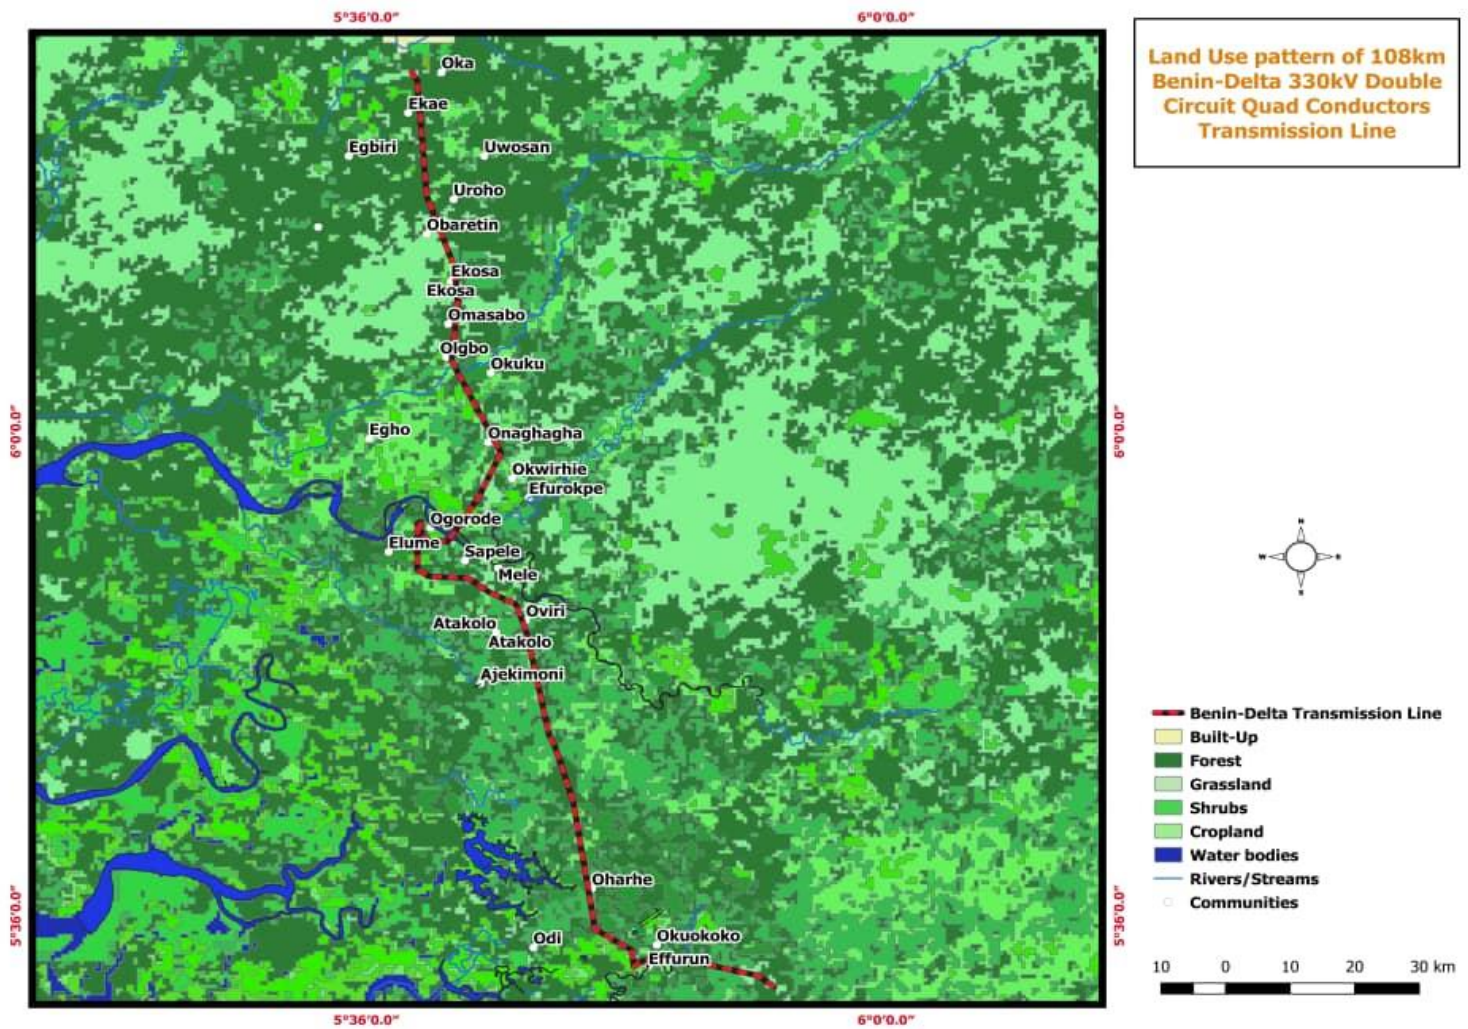 5°36'0.0"
6°0'0.0"
Land Use pattern of 108km
Benin-Delta 330kV Double
Circuit Quad Conductors
Transmission Line
Oka
Ekae
Egbiri
Uwosan
Uroho
Obaretin
Ekosa
Ekosa
Omasabo
Olgbo
Okuku
6°0'0.0"
6°0'0.0"
Egho
Onaghagha
Okwirhie
Efurokpe
Ogorode
Elume
Sapele
Mele
Oviri
Atakolo
Atakolo
Ajekimoni
N
W
E
S
Benin-Delta Transmission Line
Built-Up
Forest
Grassland
Shrubs
Cropland
Water bodies
Rivers/Streams
Communities
Oharhe
5°36'0.0"
5°36'0.0"
Odi
Okuokoko
Effurun
10 0 10 20 30 km
5°36'0.0"
6°0'0.0"